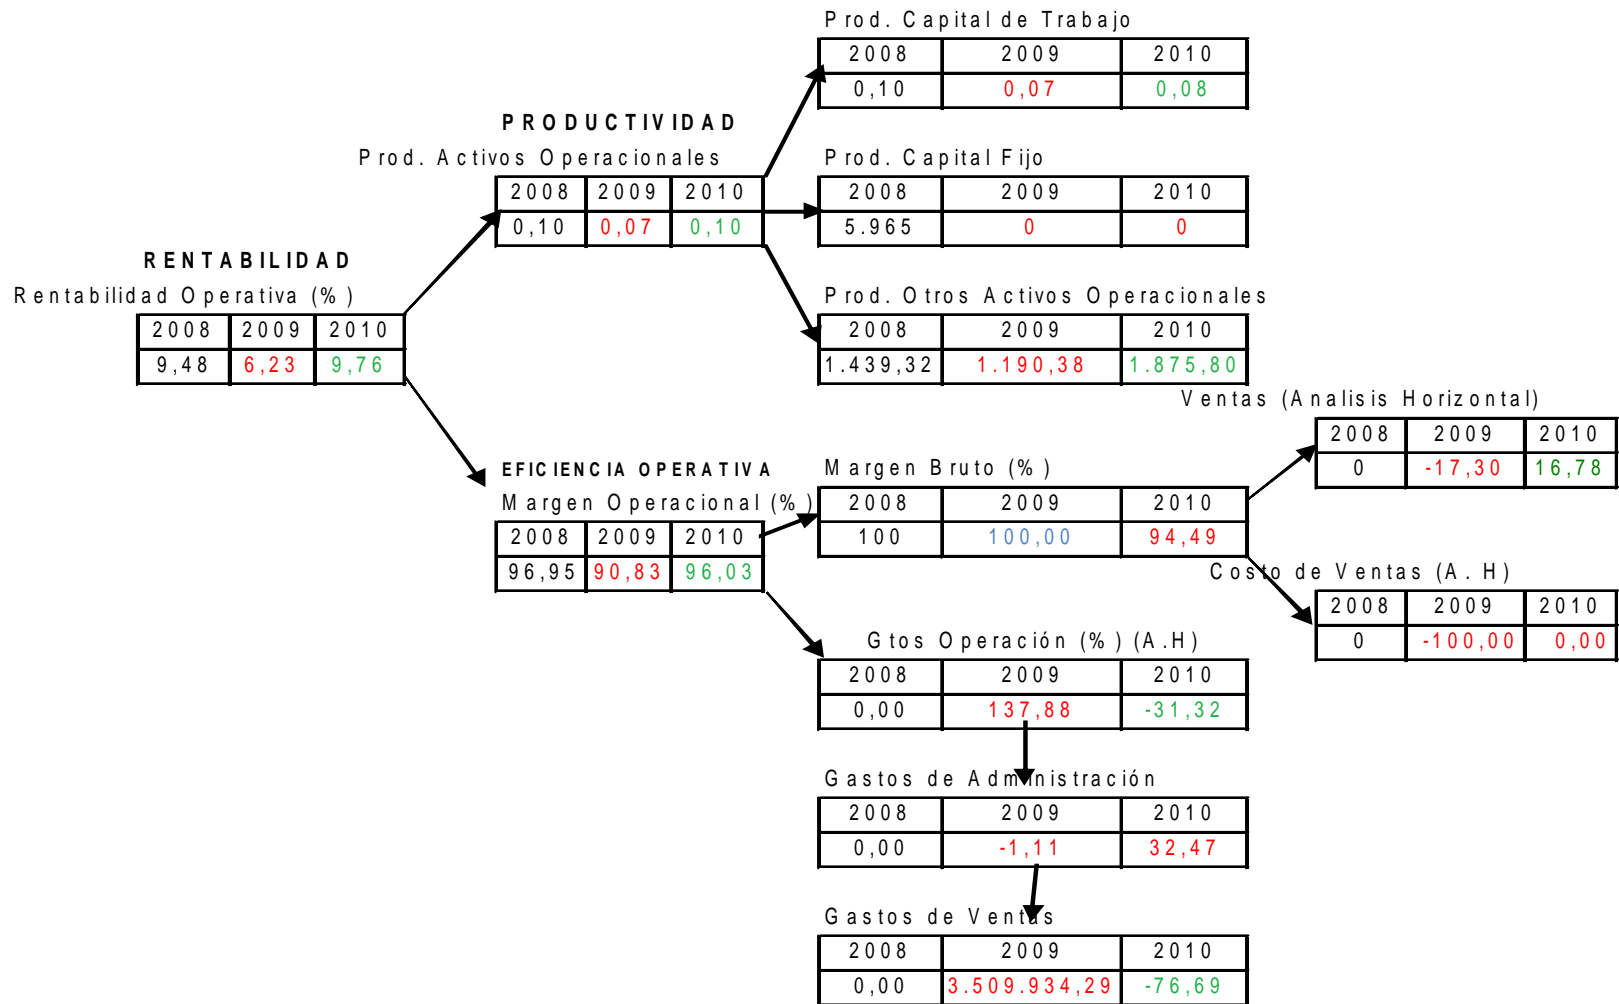 Prod. Capital de Trabajo
2008 2009 2010
0,10 0,07 0,08
PRODUCTIVIDAD
Prod. Activos Operacionales
2008 2009 2010
0,10 0,07 0,10
Prod. Capital Fijo
2008 2009 2010
5.965 0 0
RENTABILIDAD
Rentabilidad Operativa (%)
2008 2009 2010
9,48 6,23 9,76
Prod. Otros Activos Operacionales
2008 2009 2010
1.439,32 1.190,38 1.875,80
Ventas (Analisis Horizontal)
2008 2009 2010
0 -17,30 16,78
EFICIENCIA OPERATIVA
Margen Operacional (%)
2008 2009 2010
96,95 90,83 96,03
Margen Bruto (%)
2008 2009 2010
100 100,00 94,49
Costo de Ventas (A. H)
2008 2009 2010
0 -100,00 0,00
Gtos Operación (%) (A.H)
2008 2009 2010
0,00 137,88 -31,32
Gastos de Administración
2008 2009 2010
0,00 -1,11 32,47
Gastos de Ventas
2008 2009 2010
0,00 3.509.934,29 -76,69